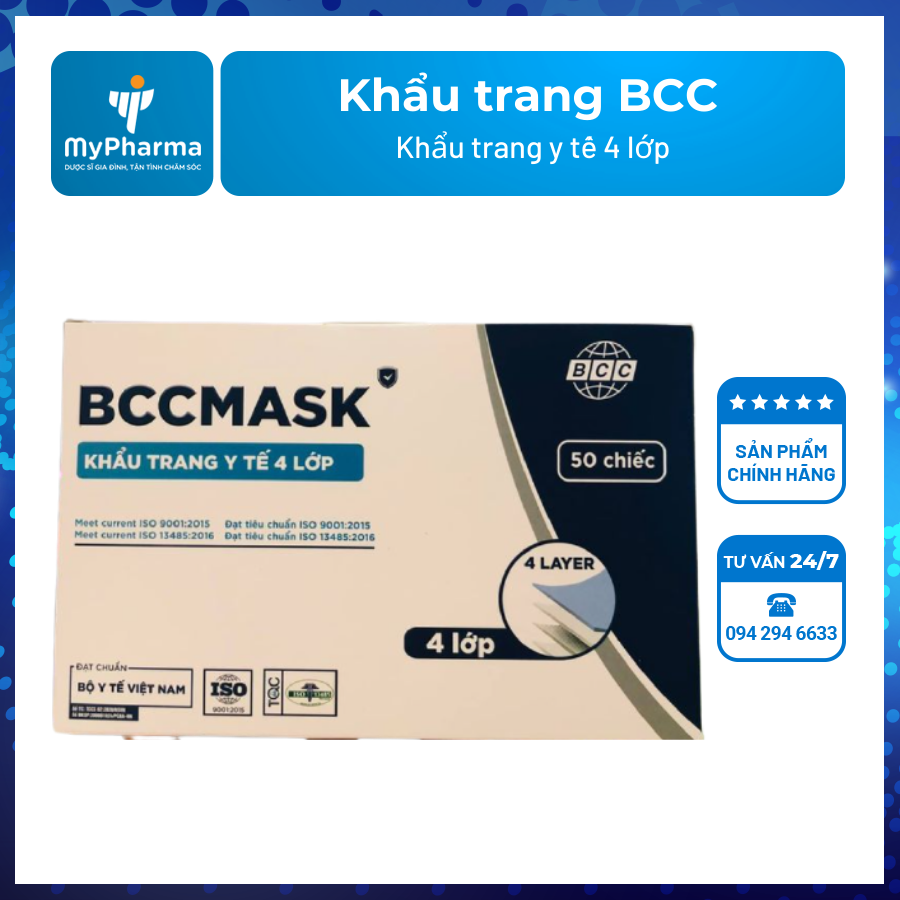 MyPharma
DƯỢC SĨ GIA ĐÌNH, TẬN TÌNH CHĂM SÓC
Khẩu trang BCC
Khẩu trang y tế 4 lớp
BCCMASK
KHẨU TRANG Y TẾ 4 LỚP
BCC
50 chiếc
Meet current ISO 9001:2015 Đạt tiêu chuẩn ISO 9001:2015
Meet current ISO 13485:2016 Đạt tiêu chuẩn ISO 13485:2016
4 LAYER
4 lớp
ĐẠT CHUẨN
BỘ Y TẾ VIỆT NAM
ISO
9001:2015
TQC
SẢN PHẨM
CHÍNH HÃNG
TƯ VẤN 24/7
094 294 6633